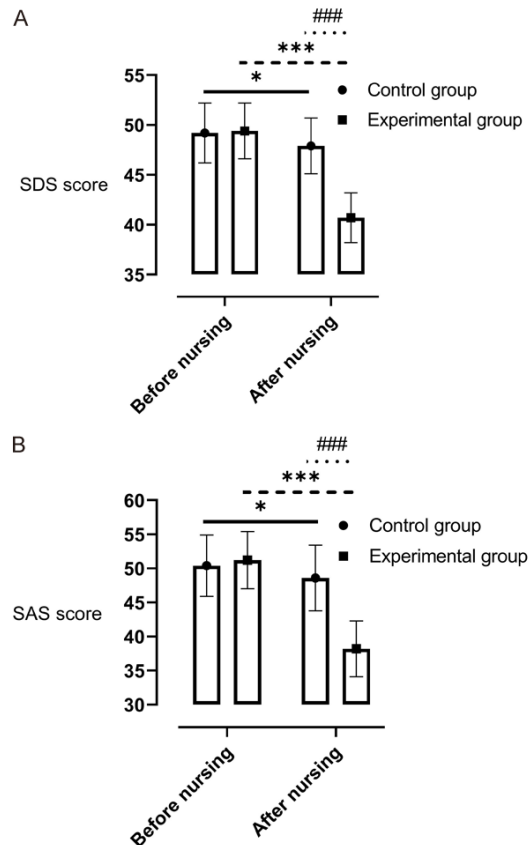 A
###
***
*
Control group
Experimental group
SDS score
55
50
45
40
35
Before nursing
After nursing
B
###
***
*
Control group
Experimental group
SAS score
60
55
50
45
40
35
30
Before nursing
After nursing